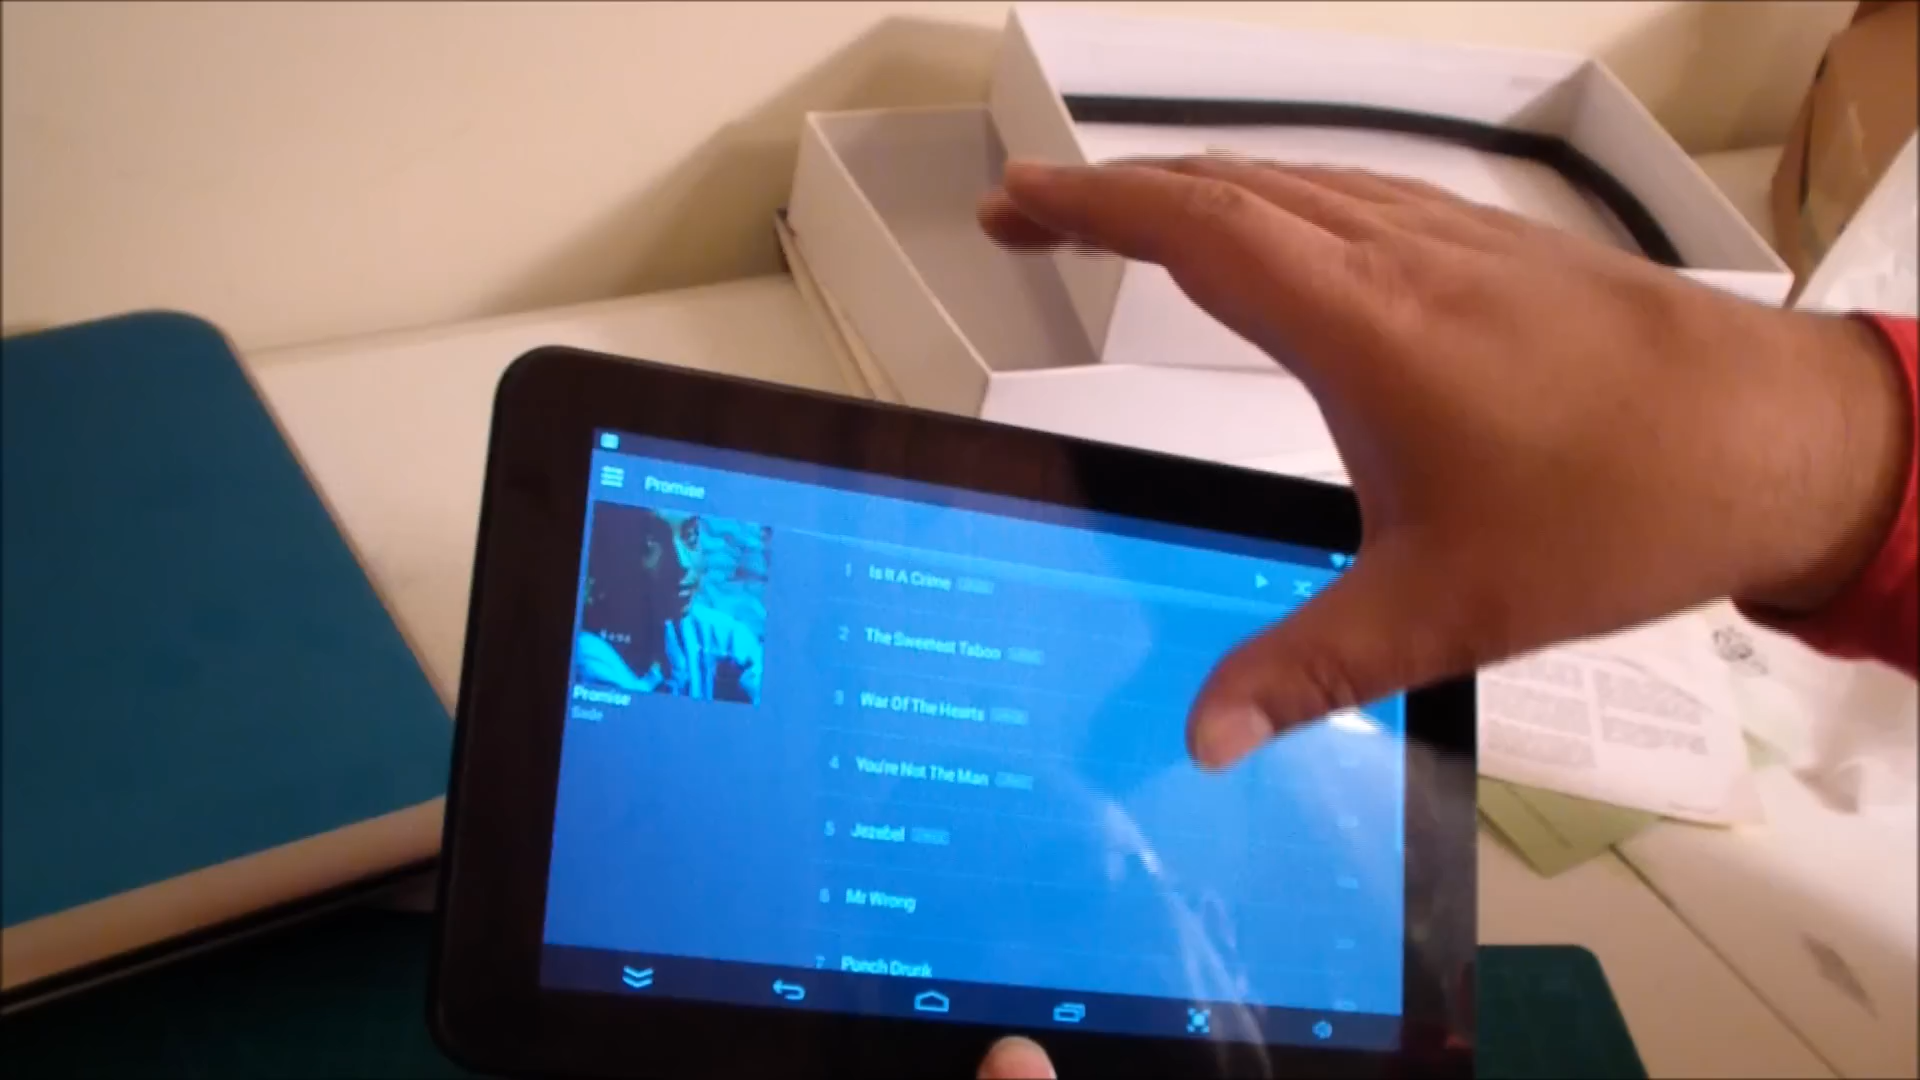 Promise
Promise
Sade
1 Is It A Crime
2 The Sweetest Taboo
3 War Of The Hearts
4 You're Not The Man
5 Jezebel
6 Mr Wrong
7 Punch Drunk